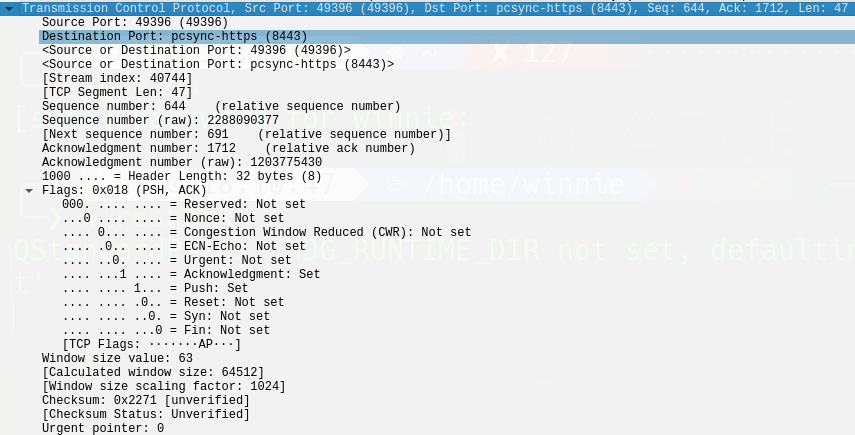 Transmission Control Protocol, Src Port: 49396 (49396), Dst Port: pcsync-https (8443), Seq: 644, Ack: 1712, Len: 47
Source Port: 49396 (49396)
Destination Port: pcsync-https (8443)
<Source or Destination Port: 49396 (49396)>
<Source or Destination Port: pcsync-https (8443)>
[Stream index: 40744]
[TCP Segment Len: 47]
Sequence number: 644    (relative sequence number)
Sequence number (raw): 2288090377
[Next sequence number: 691    (relative sequence number)]
Acknowledgment number: 1712    (relative ack number)
Acknowledgment number (raw): 1203775430
1000 .... = Header Length: 32 bytes (8)
Flags: 0x018 (PSH, ACK)
000. .... .... = Reserved: Not set
...0 .... .... = Nonce: Not set
.... 0... .... = Congestion Window Reduced (CWR): Not set
.... .0.. .... = ECN-Echo: Not set
.... ..0. .... = Urgent: Not set
.... ...1 .... = Acknowledgment: Set
.... .... 1... = Push: Set
.... .... .0.. = Reset: Not set
.... .... ..0. = Syn: Not set
.... .... ...0 = Fin: Not set
[TCP Flags: ·······AP···]
Window size value: 63
[Calculated window size: 64512]
[Window size scaling factor: 1024]
Checksum: 0x2271 [unverified]
[Checksum Status: Unverified]
Urgent pointer: 0
127
for winnie:
/home/winnie
RUNTIME_DIR not set, defaultin
t'